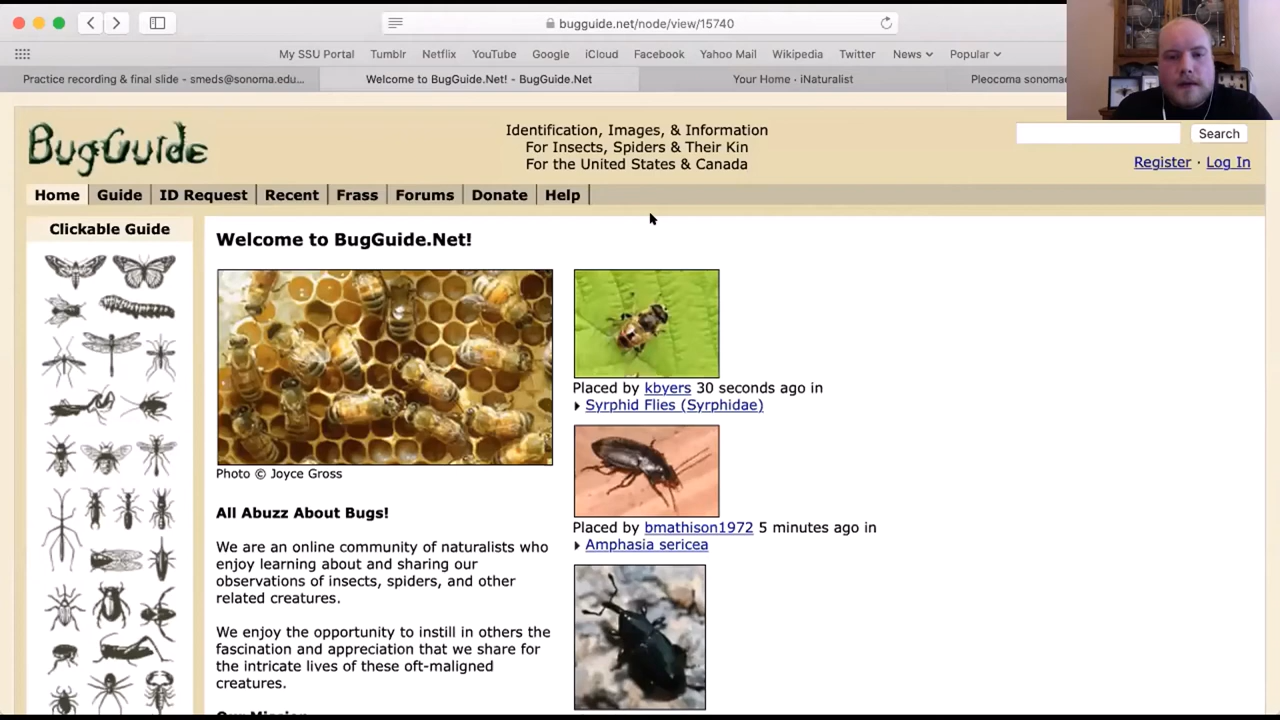 bugguide.net/node/view/15740
My SSU Portal Tumblr Netflix YouTube Google iCloud Facebook Yahoo Mail Wikipedia Twitter News Popular
Practice recording & final slide - smeds@sonoma.edu... Welcome to BugGuide.Net! - BugGuide.Net Your Home · iNaturalist Pleocoma sonomae
BugGuide
Identification, Images, & Information
For Insects, Spiders & Their Kin
For the United States & Canada
Search
Register · Log In
Home Guide ID Request Recent Frass Forums Donate Help
Clickable Guide
Welcome to BugGuide.Net!
Photo © Joyce Gross
All Abuzz About Bugs!
We are an online community of naturalists who
enjoy learning about and sharing our
observations of insects, spiders, and other
related creatures.
We enjoy the opportunity to instill in others the
fascination and appreciation that we share for
the intricate lives of these oft-maligned
creatures.
Our Mission
Placed by kbyers 30 seconds ago in
Syrphid Flies (Syrphidae)
Placed by bmathison1972 5 minutes ago in
Amphasia sericea